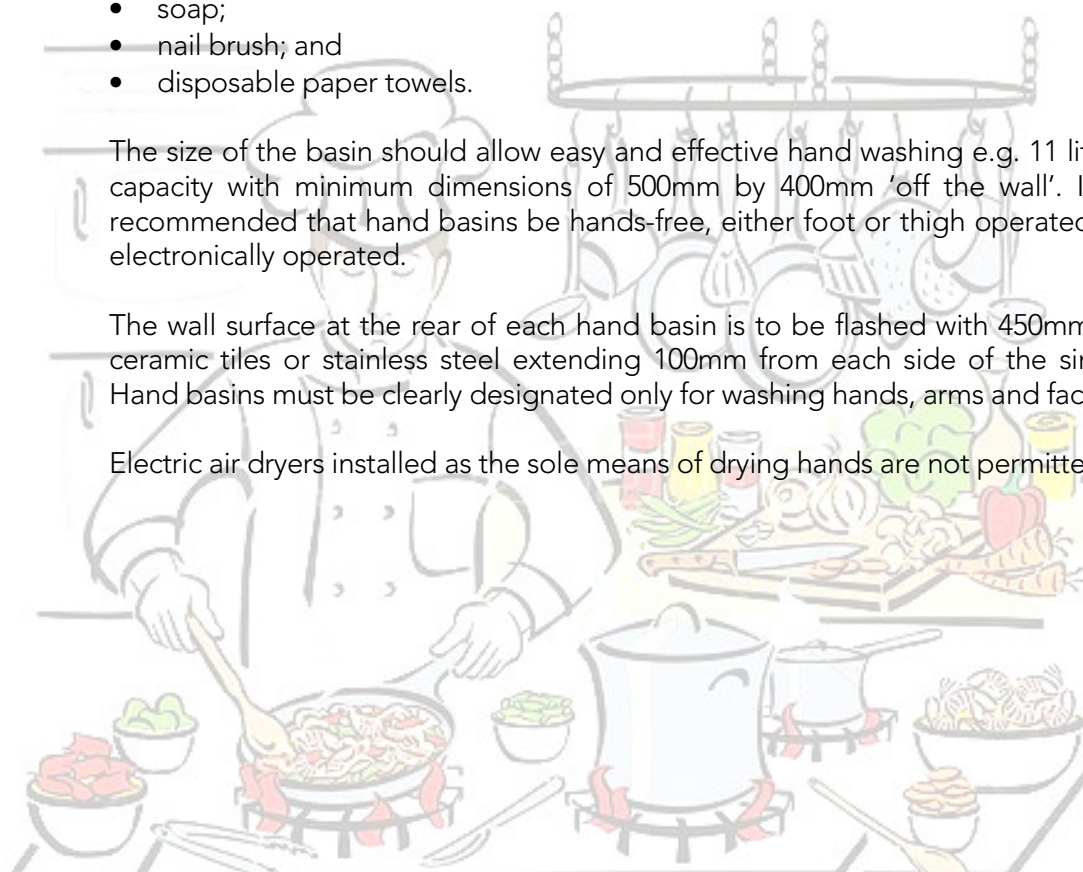 • soap;
• nail brush; and
• disposable paper towels.
The size of the basin should allow easy and effective hand washing e.g. 11 lit
capacity with minimum dimensions of 500mm by 400mm ‘off the wall’. I
recommended that hand basins be hands-free, either foot or thigh operated
electronically operated.
The wall surface at the rear of each hand basin is to be flashed with 450mm
ceramic tiles or stainless steel extending 100mm from each side of the sin
Hand basins must be clearly designated only for washing hands, arms and fac
Electric air dryers installed as the sole means of drying hands are not permitte